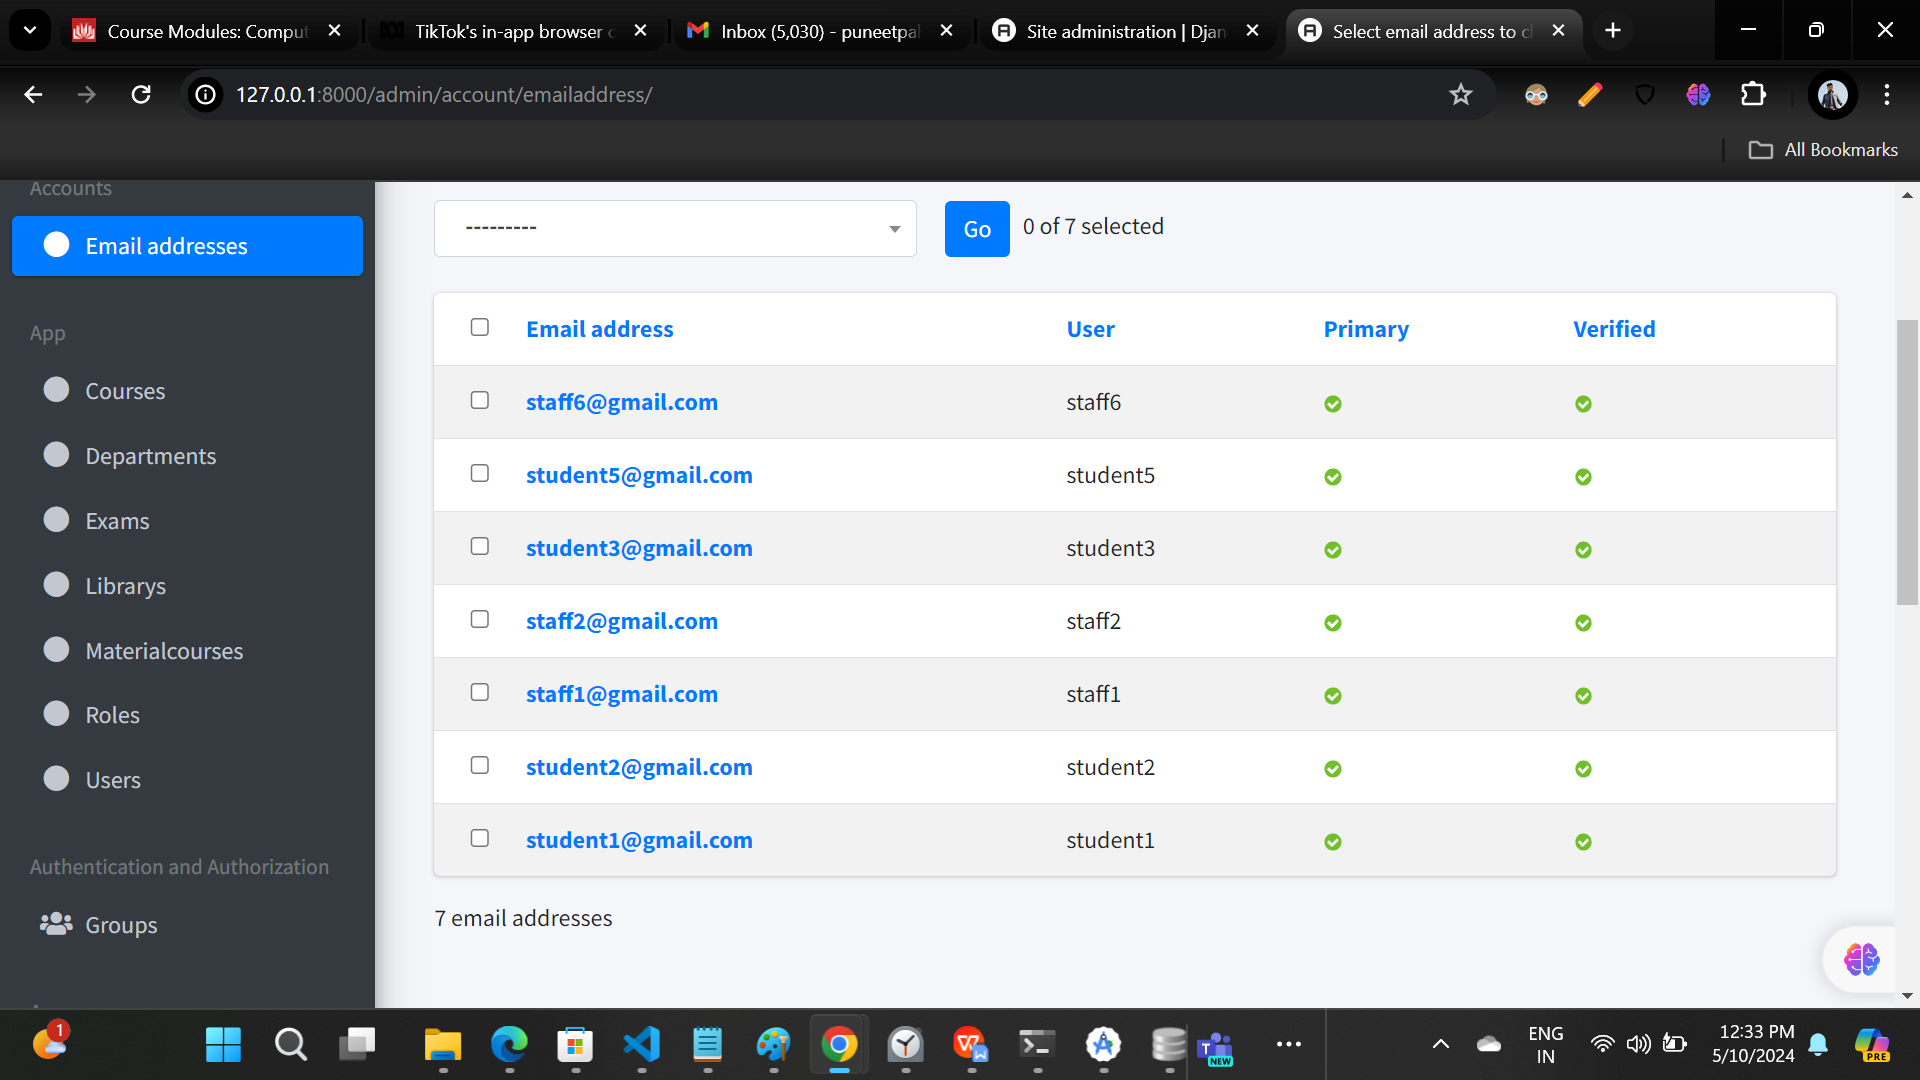 Course Modules: Comput
TikTok's in-app browser c
Inbox (5,030) - puneetpal
Site administration | Djan
Select email address to ch
127.0.0.1:8000/admin/account/emailaddress/
All Bookmarks
Accounts
Email addresses
App
Courses
Departments
Exams
Librarys
Materialcourses
Roles
Users
Authentication and Authorization
Groups
---------
Go
0 of 7 selected
Email address User Primary Verified
staff6@gmail.com staff6
student5@gmail.com student5
student3@gmail.com student3
staff2@gmail.com staff2
staff1@gmail.com staff1
student2@gmail.com student2
student1@gmail.com student1
7 email addresses
1
NEW
ENG
IN
12:33 PM
5/10/2024
PRE